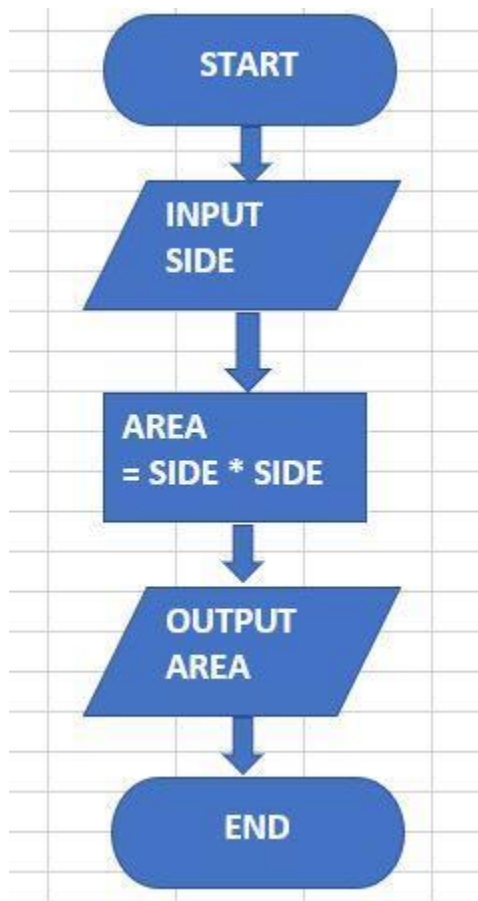 START
INPUT
SIDE
AREA
= SIDE * SIDE
OUTPUT
AREA
END